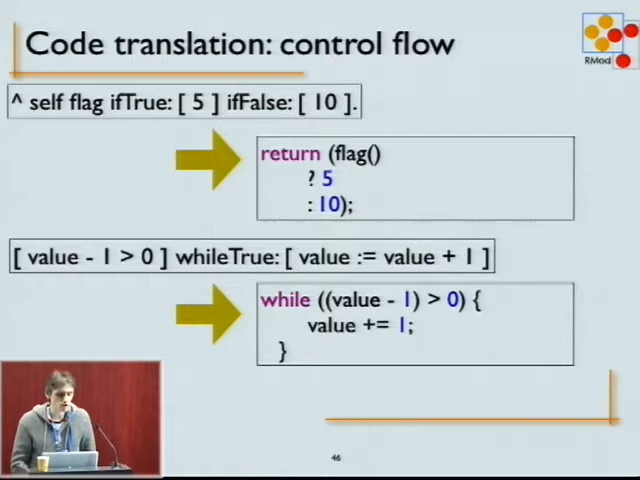 Code translation: control flow
RMod
^ self flag ifTrue: [ 5 ] ifFalse: [ 10 ].
return (flag()
? 5
: 10);
[ value - 1 > 0 ] whileTrue: [ value := value + 1 ]
while ((value - 1) > 0) {
value += 1;
}
46